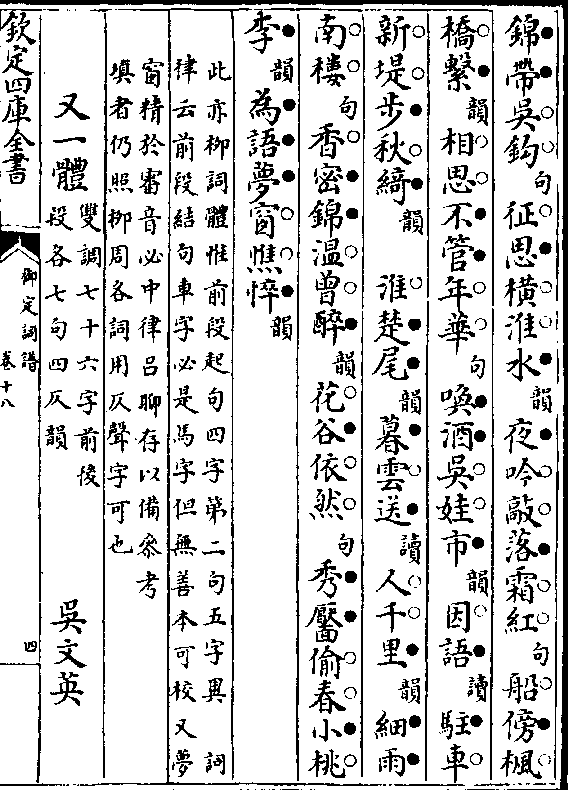 錦帶吳鈎句征思橫淮水韻夜吟敲落霜紅句船傍楓
橋繫韻相思不管年華句喚酒吳娃市韻因語讀駐車
新堤步秋綺韻　淮楚尾韻暮雲送讀人千里韻細雨
南樓句香密錦溫曾醉韻花谷依然句秀靨偷春小桃
李韻為語夢窗憔悴韻
此亦柳詞體惟前段起句四字第二句五字異　詞
律云前段結句車字必是馬字但無善本可校又夢
窗精於審音必中律呂聊存以備參考
填者仍照柳周各詞用仄聲字可也
又一體
雙調七十六字前後
段各七句四仄韻
吳文英
欽定四庫全書
御定詞譜
卷十八
四